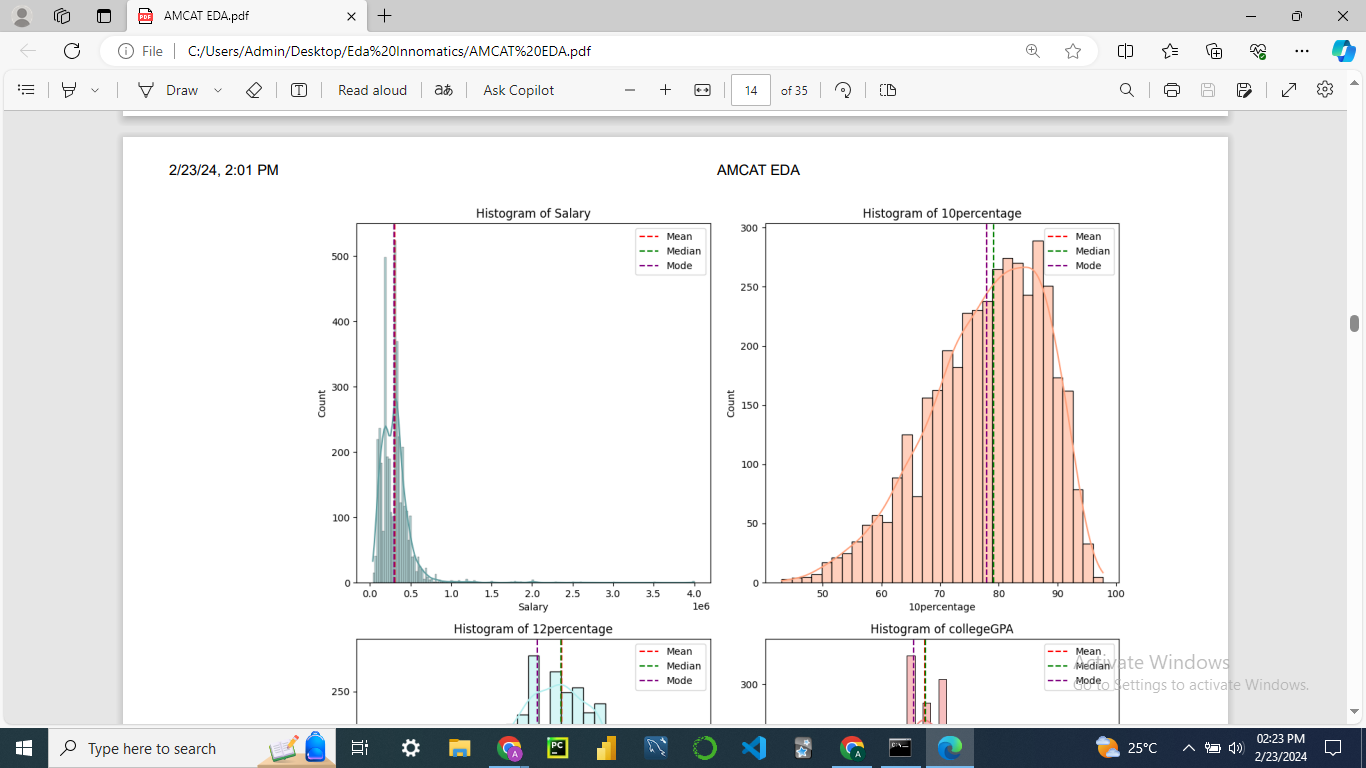 AMCAT EDA.pdf
File
C:/Users/Admin/Desktop/Eda%20Innomatics/AMCAT%20EDA.pdf
Draw
Read aloud
aあ
Ask Copilot
14
of 35
2/23/24, 2:01 PM
AMCAT EDA
Histogram of Salary
Mean
Median
Mode
500
400
300
200
100
0
Count
0.0 0.5 1.0 1.5 2.0 2.5 3.0 3.5 4.0
Salary
1e6
Histogram of 10percentage
Mean
Median
Mode
300
250
200
150
100
50
0
Count
50 60 70 80 90 100
10percentage
Histogram of 12percentage
Mean
Median
Mode
250
Histogram of collegeGPA
Mean
Median
Mode
300
Activate Windows
Go to Settings to activate Windows.
Type here to search
25°C
02:23 PM
2/23/2024